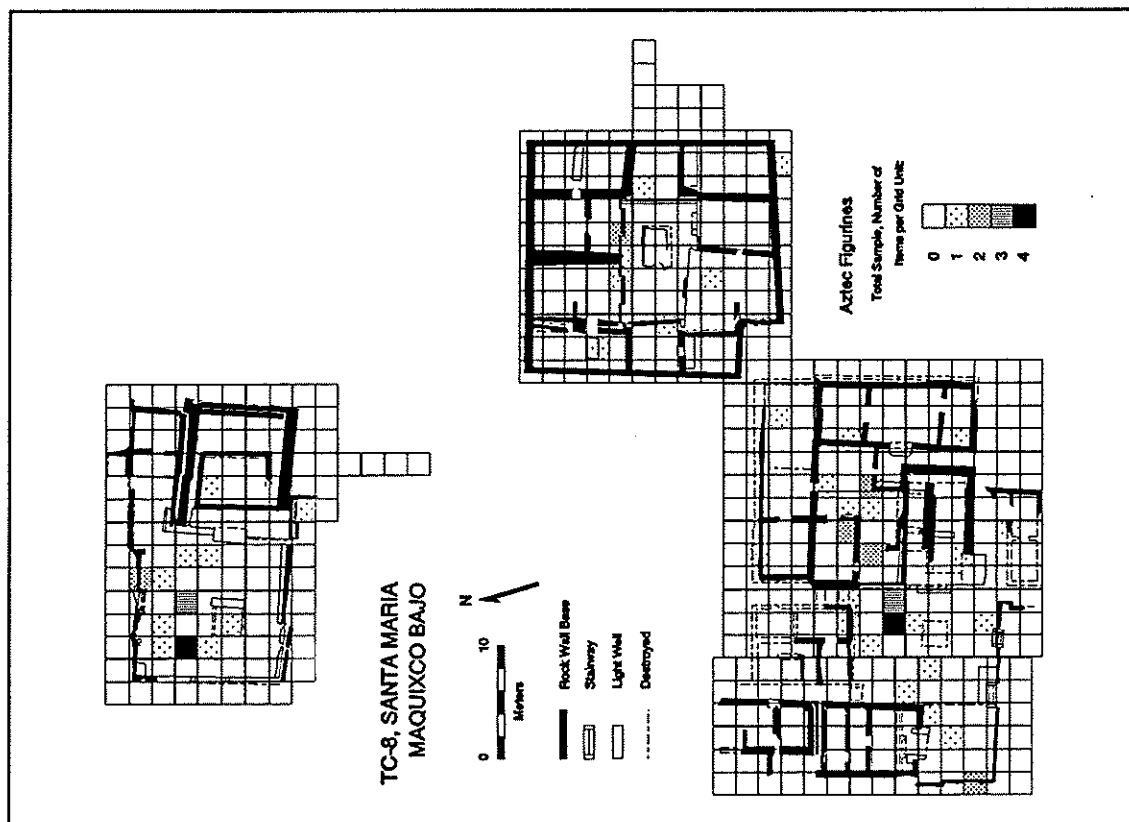 TC-8, SANTA MARIA
MAQUIXCO BAJO
N
0 10
Meters
Rock Wall Base
Stairway
Light Well
Destroyed
Aztec Figurines
Total Sample, Number of
Items per Grid Unit:
0
1
2
3
4